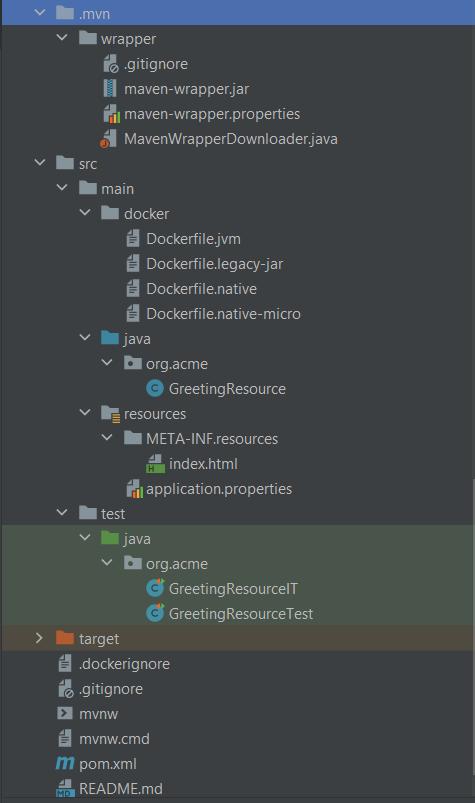 .mvn
wrapper
.gitignore
maven-wrapper.jar
maven-wrapper.properties
MavenWrapperDownloader.java
src
main
docker
Dockerfile.jvm
Dockerfile.legacy-jar
Dockerfile.native
Dockerfile.native-micro
java
org.acme
GreetingResource
resources
META-INF.resources
index.html
application.properties
test
java
org.acme
GreetingResourceIT
GreetingResourceTest
target
.dockerignore
.gitignore
mvnw
mvnw.cmd
pom.xml
README.md